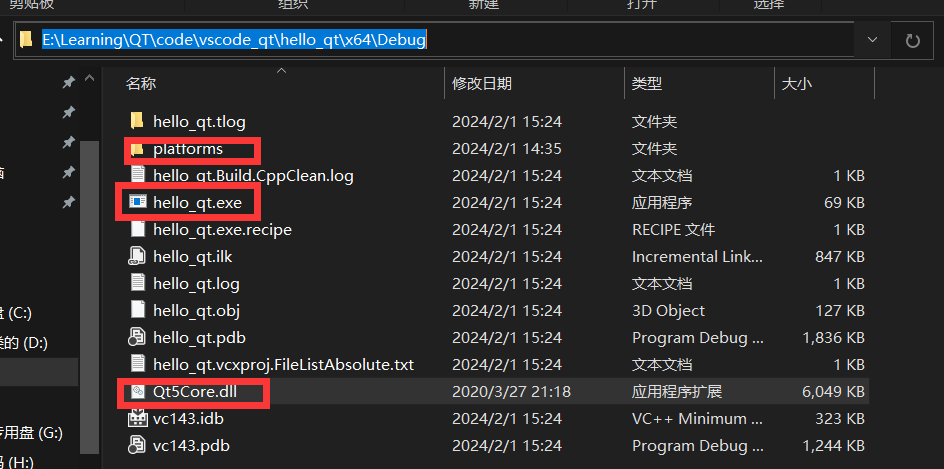 剪贴板 组织 新建 打开 选择
E:\Learning\QT\code\vscode_qt\hello_qt\x64\Debug
名称 修改日期 类型 大小
hello_qt.tlog 2024/2/1 15:24 文件夹
platforms 2024/2/1 14:35 文件夹
hello_qt.Build.CppClean.log 2024/2/1 15:24 文本文档 1 KB
hello_qt.exe 2024/2/1 15:24 应用程序 69 KB
hello_qt.exe.recipe 2024/2/1 15:24 RECIPE 文件 1 KB
hello_qt.ilk 2024/2/1 15:24 Incremental Link... 847 KB
hello_qt.log 2024/2/1 15:24 文本文档 1 KB
hello_qt.obj 2024/2/1 15:24 3D Object 127 KB
hello_qt.pdb 2024/2/1 15:24 Program Debug ... 1,836 KB
hello_qt.vcxproj.FileListAbsolute.txt 2024/2/1 15:24 文本文档 1 KB
Qt5Core.dll 2020/3/27 21:18 应用程序扩展 6,049 KB
vc143.idb 2024/2/1 15:24 VC++ Minimum ... 323 KB
vc143.pdb 2024/2/1 15:24 Program Debug ... 1,244 KB
盘 (C:)
的 (D:)
用盘 (G:)
(H:)